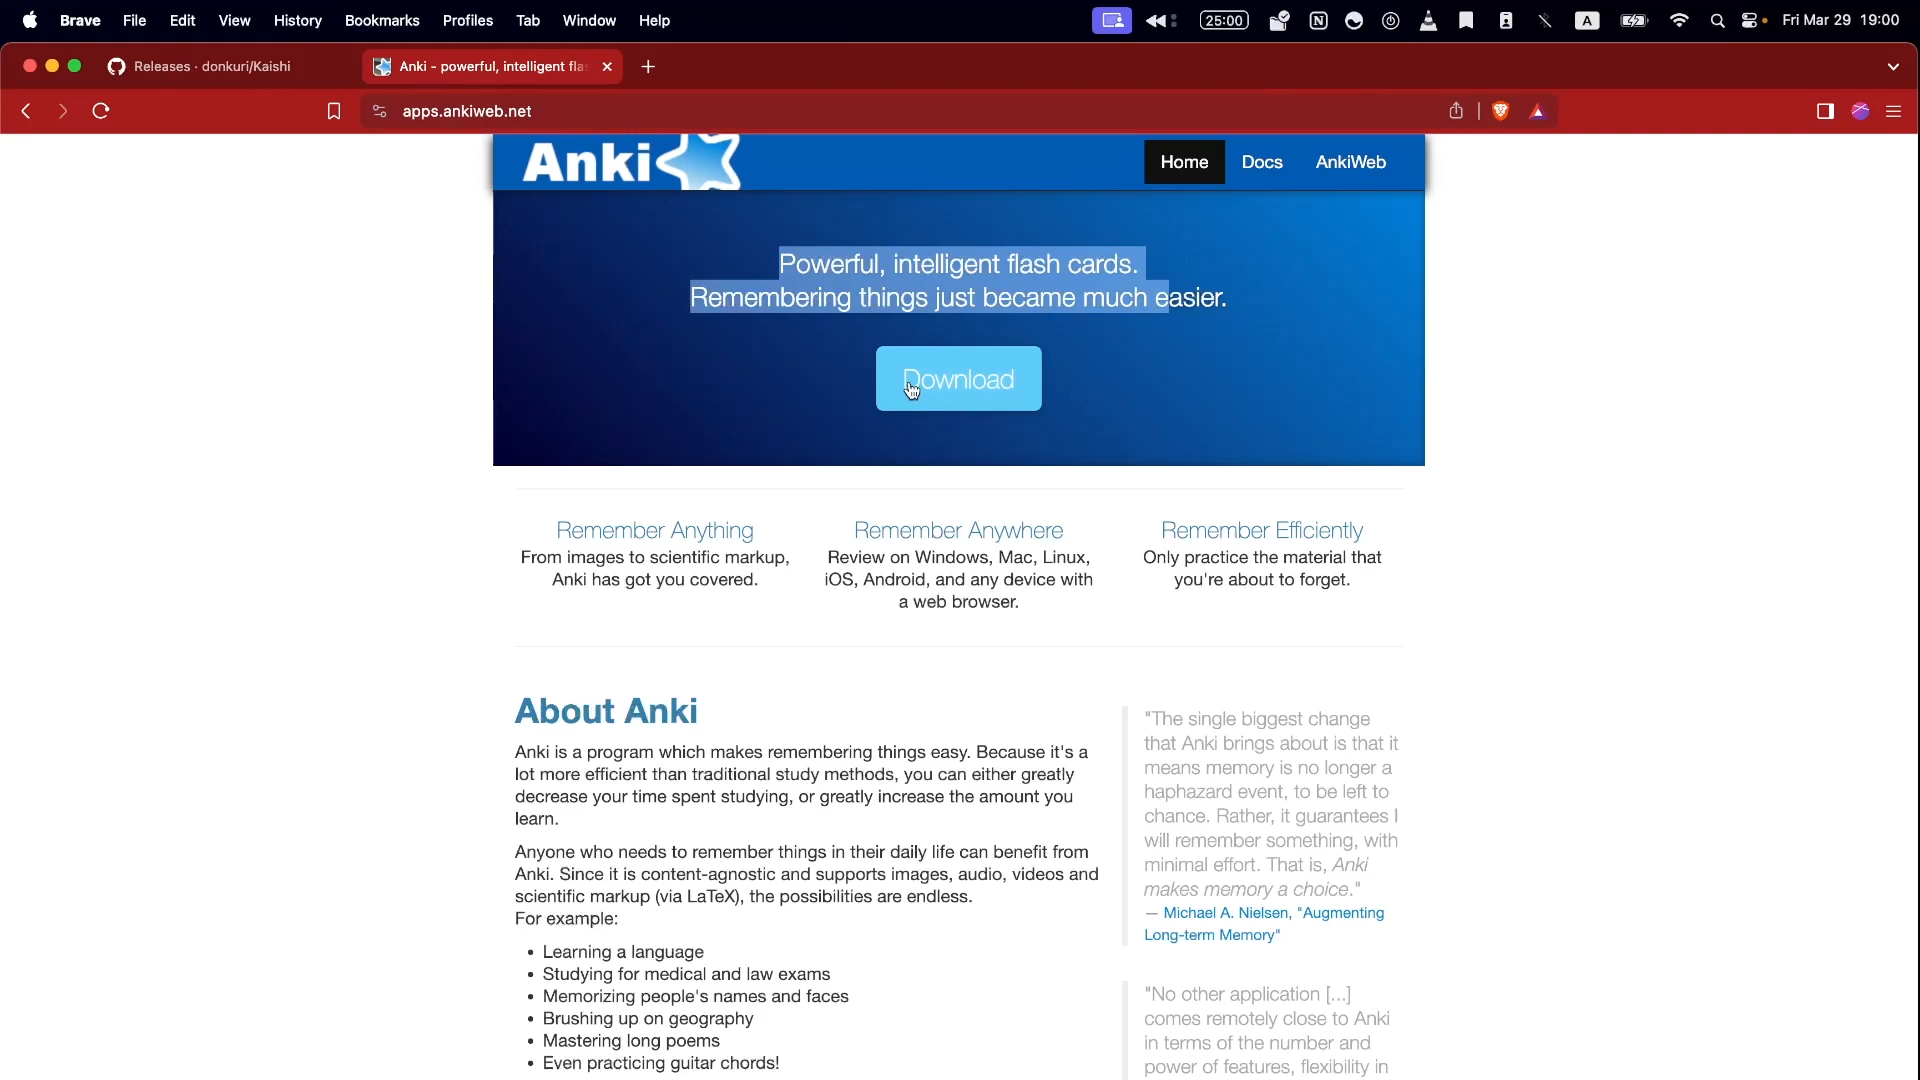 Brave File Edit View History Bookmarks Profiles Tab Window Help 25:00 A Fri Mar 29 19:00
Releases · donkuri/Kaishi
Anki - powerful, intelligent fla
apps.ankiweb.net
Anki
Home Docs AnkiWeb
Powerful, intelligent flash cards.
Remembering things just became much easier.
Download
Remember Anything
From images to scientific markup,
Anki has got you covered.
Remember Anywhere
Review on Windows, Mac, Linux,
iOS, Android, and any device with
a web browser.
Remember Efficiently
Only practice the material that
you're about to forget.
About Anki
Anki is a program which makes remembering things easy. Because it's a
lot more efficient than traditional study methods, you can either greatly
decrease your time spent studying, or greatly increase the amount you
learn.
Anyone who needs to remember things in their daily life can benefit from
Anki. Since it is content-agnostic and supports images, audio, videos and
scientific markup (via LaTeX), the possibilities are endless.
For example:
• Learning a language
• Studying for medical and law exams
• Memorizing people's names and faces
• Brushing up on geography
• Mastering long poems
• Even practicing guitar chords!
"The single biggest change
that Anki brings about is that it
means memory is no longer a
haphazard event, to be left to
chance. Rather, it guarantees I
will remember something, with
minimal effort. That is, Anki
makes memory a choice."
— Michael A. Nielsen, "Augmenting
Long-term Memory"
"No other application [...]
comes remotely close to Anki
in terms of the number and
power of features, flexibility in